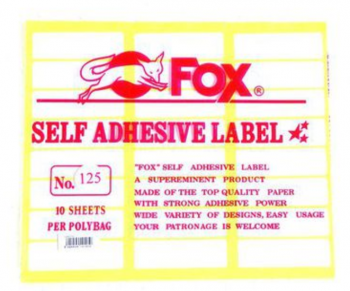 FOX®
SELF ADHESIVE LABEL
No. 125
10 SHEETS
PER POLYBAG
"FOX" SELF ADHESIVE LABEL
A SUPEREMINENT PRODUCT
MADE OF THE TOP QUALITY PAPER
WITH STRONG ADHESIVE POWER
WIDE VARIETY OF DESIGNS, EASY USAGE
YOUR PATRONAGE IS WELCOME